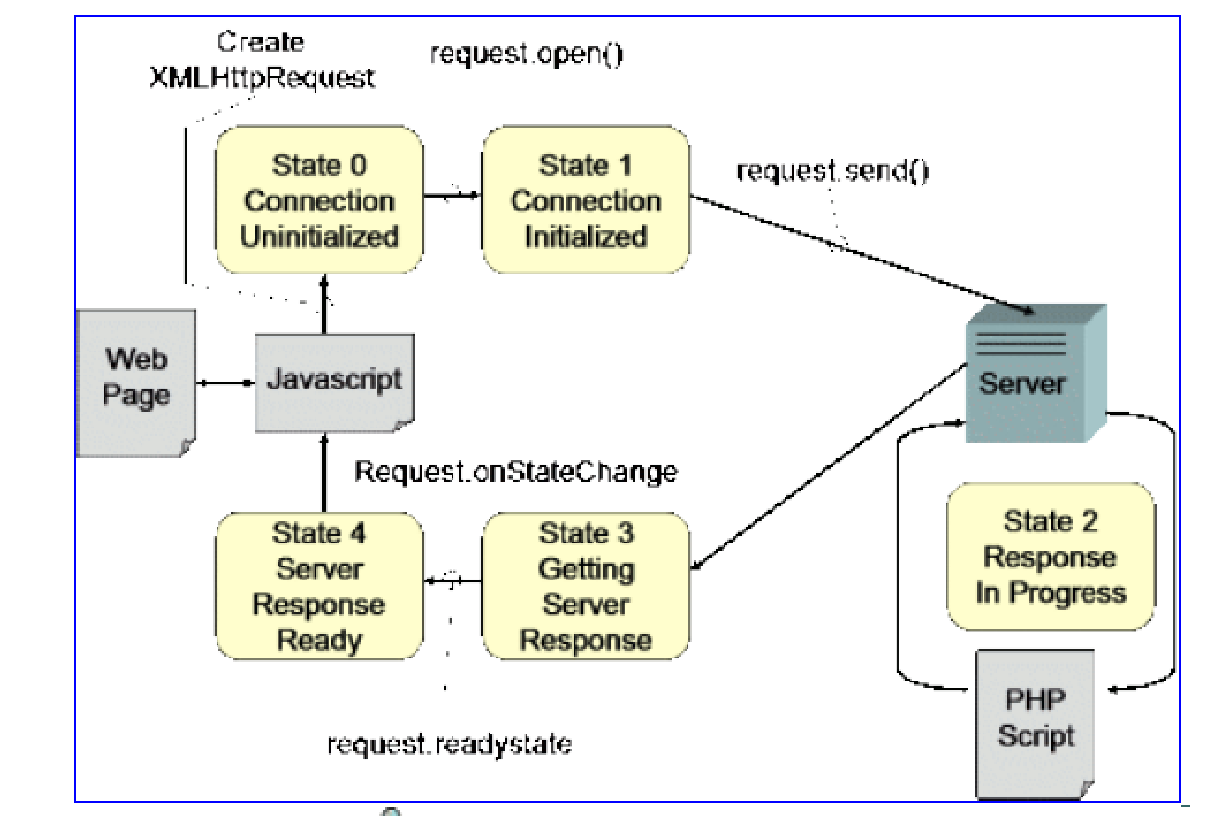 Create
XMLHttpRequest
request.open()
State 0
Connection
Uninitialized
State 1
Connection
Initialized
request.send()
Web
Page
Javascript
Server
Request.onStateChange
State 4
Server
Response
Ready
State 3
Getting
Server
Response
State 2
Response
In Progress
request.readystate
PHP
Script